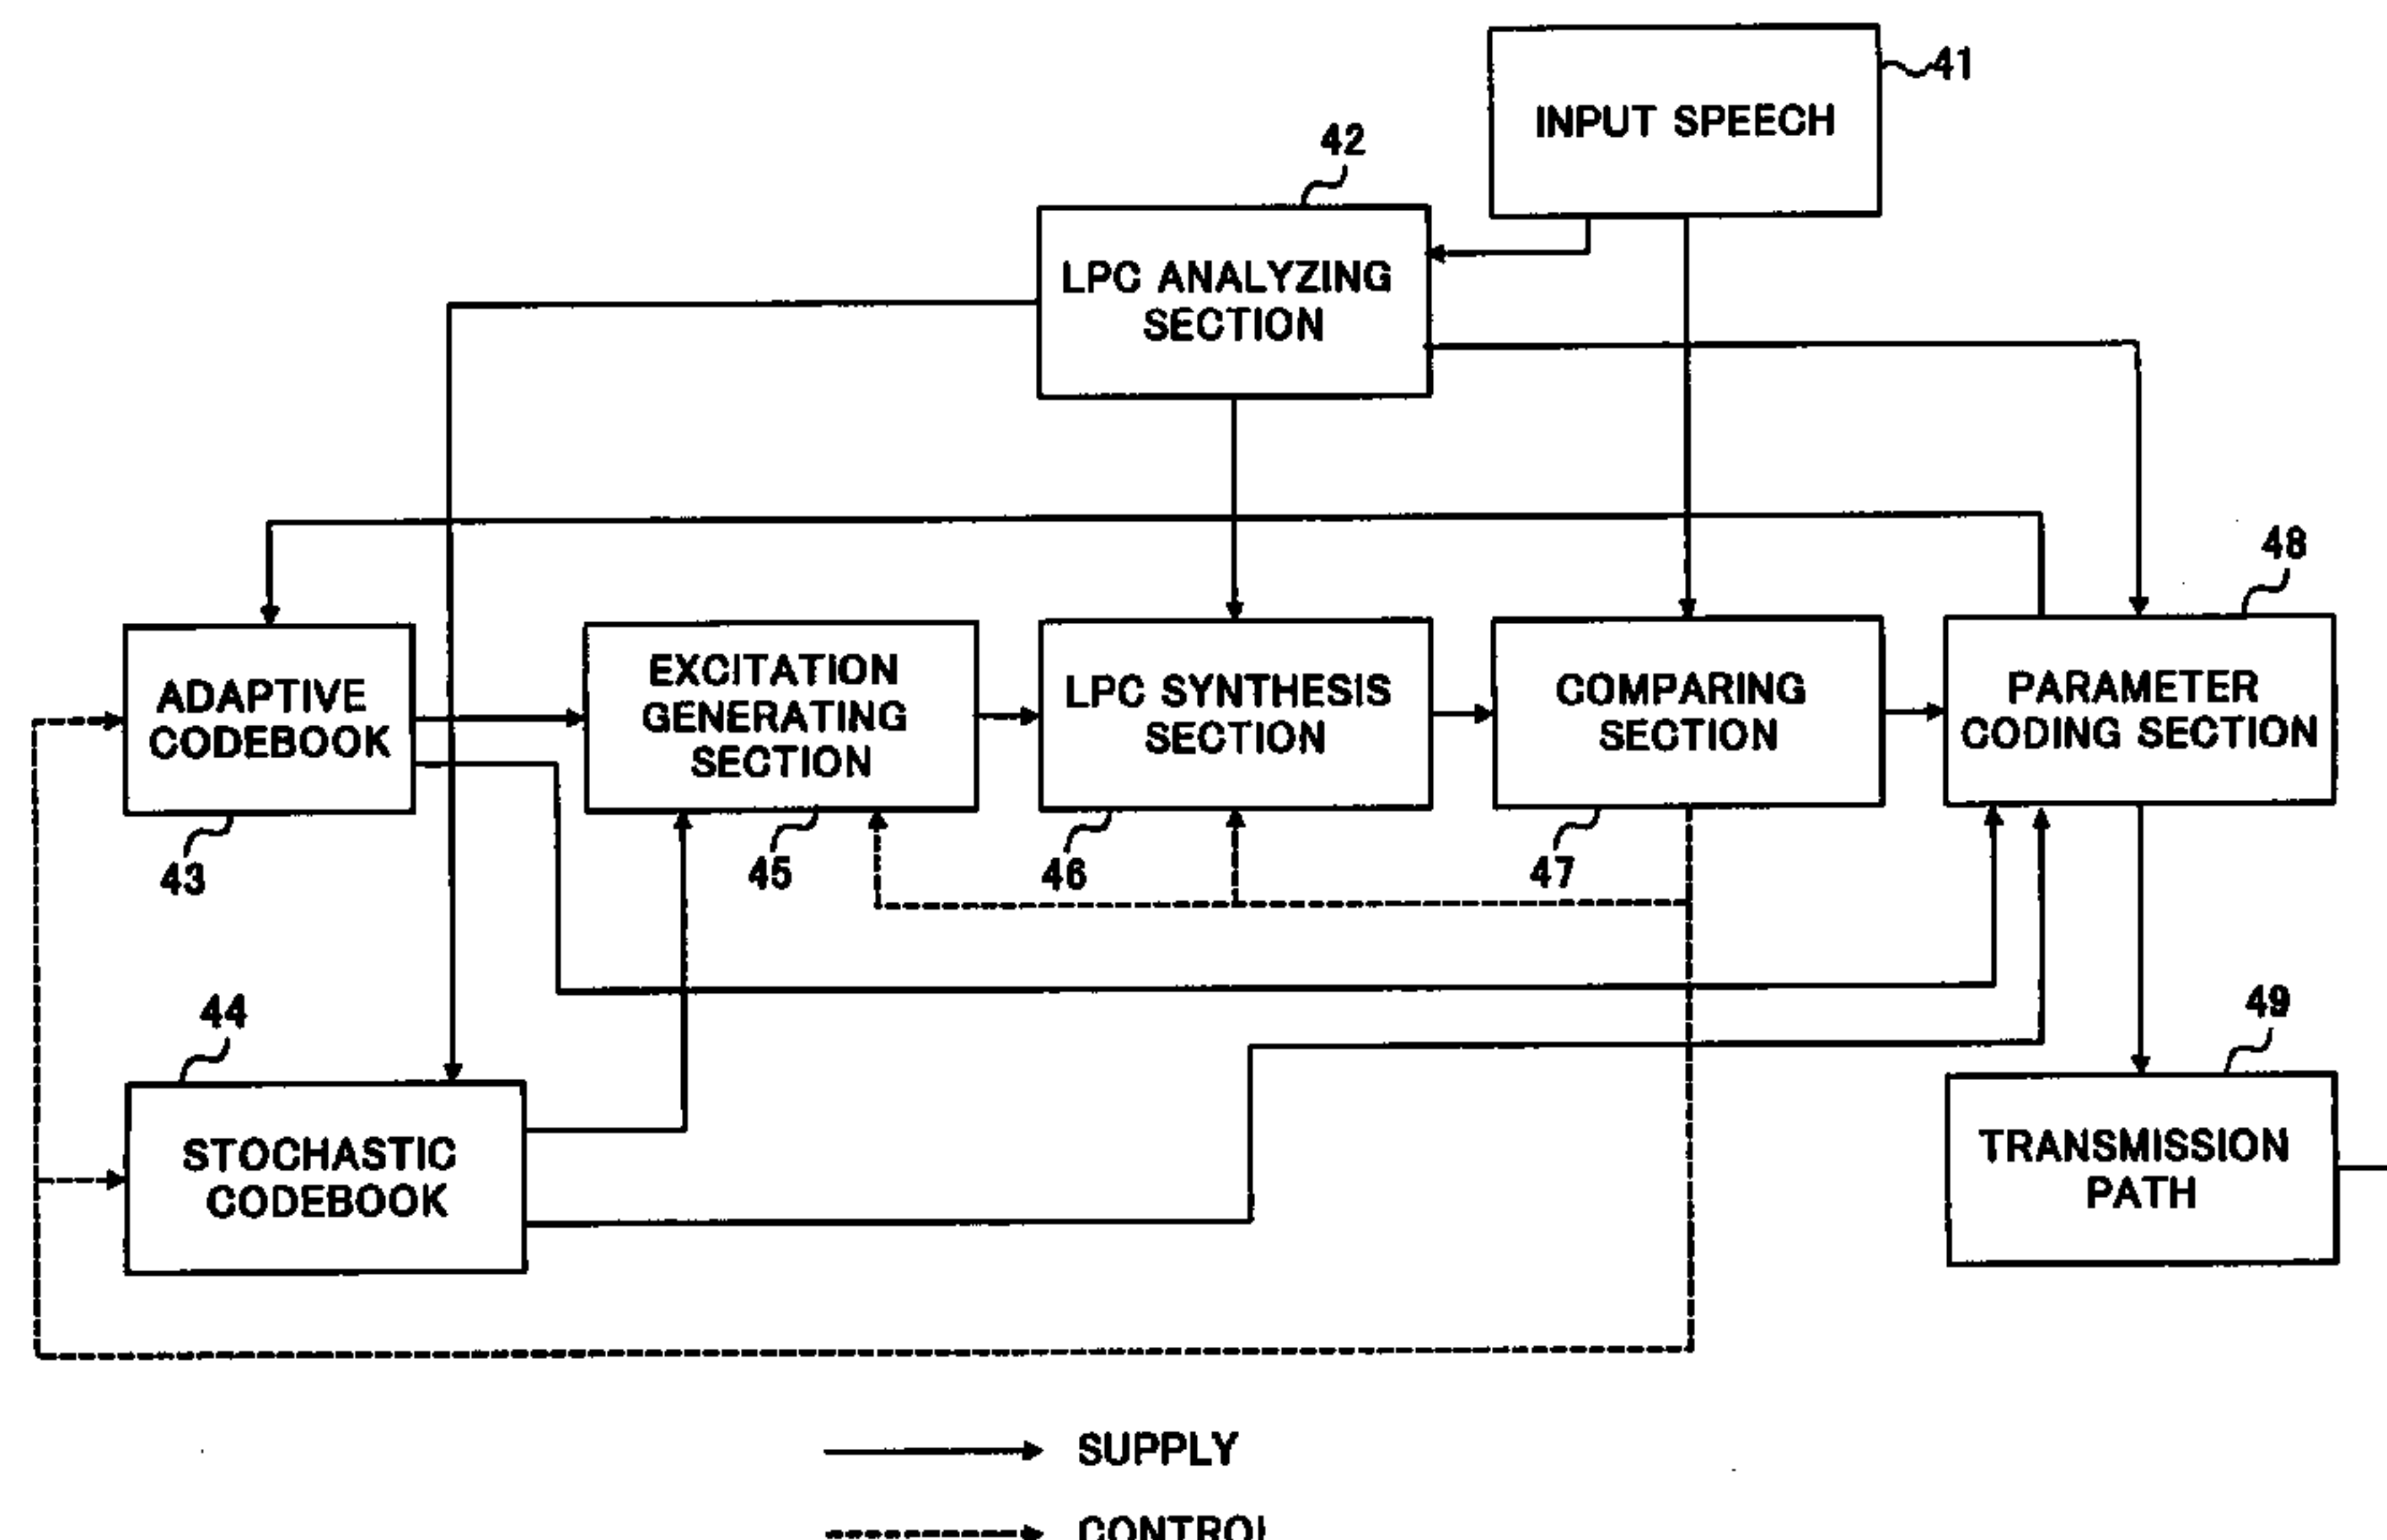 41
INPUT SPEECH
42
LPC ANALYZING
SECTION
48
ADAPTIVE
CODEBOOK
43
EXCITATION
GENERATING
SECTION
45
LPC SYNTHESIS
SECTION
46
COMPARING
SECTION
47
PARAMETER
CODING SECTION
44
STOCHASTIC
CODEBOOK
49
TRANSMISSION
PATH
SUPPLY
CONTROL